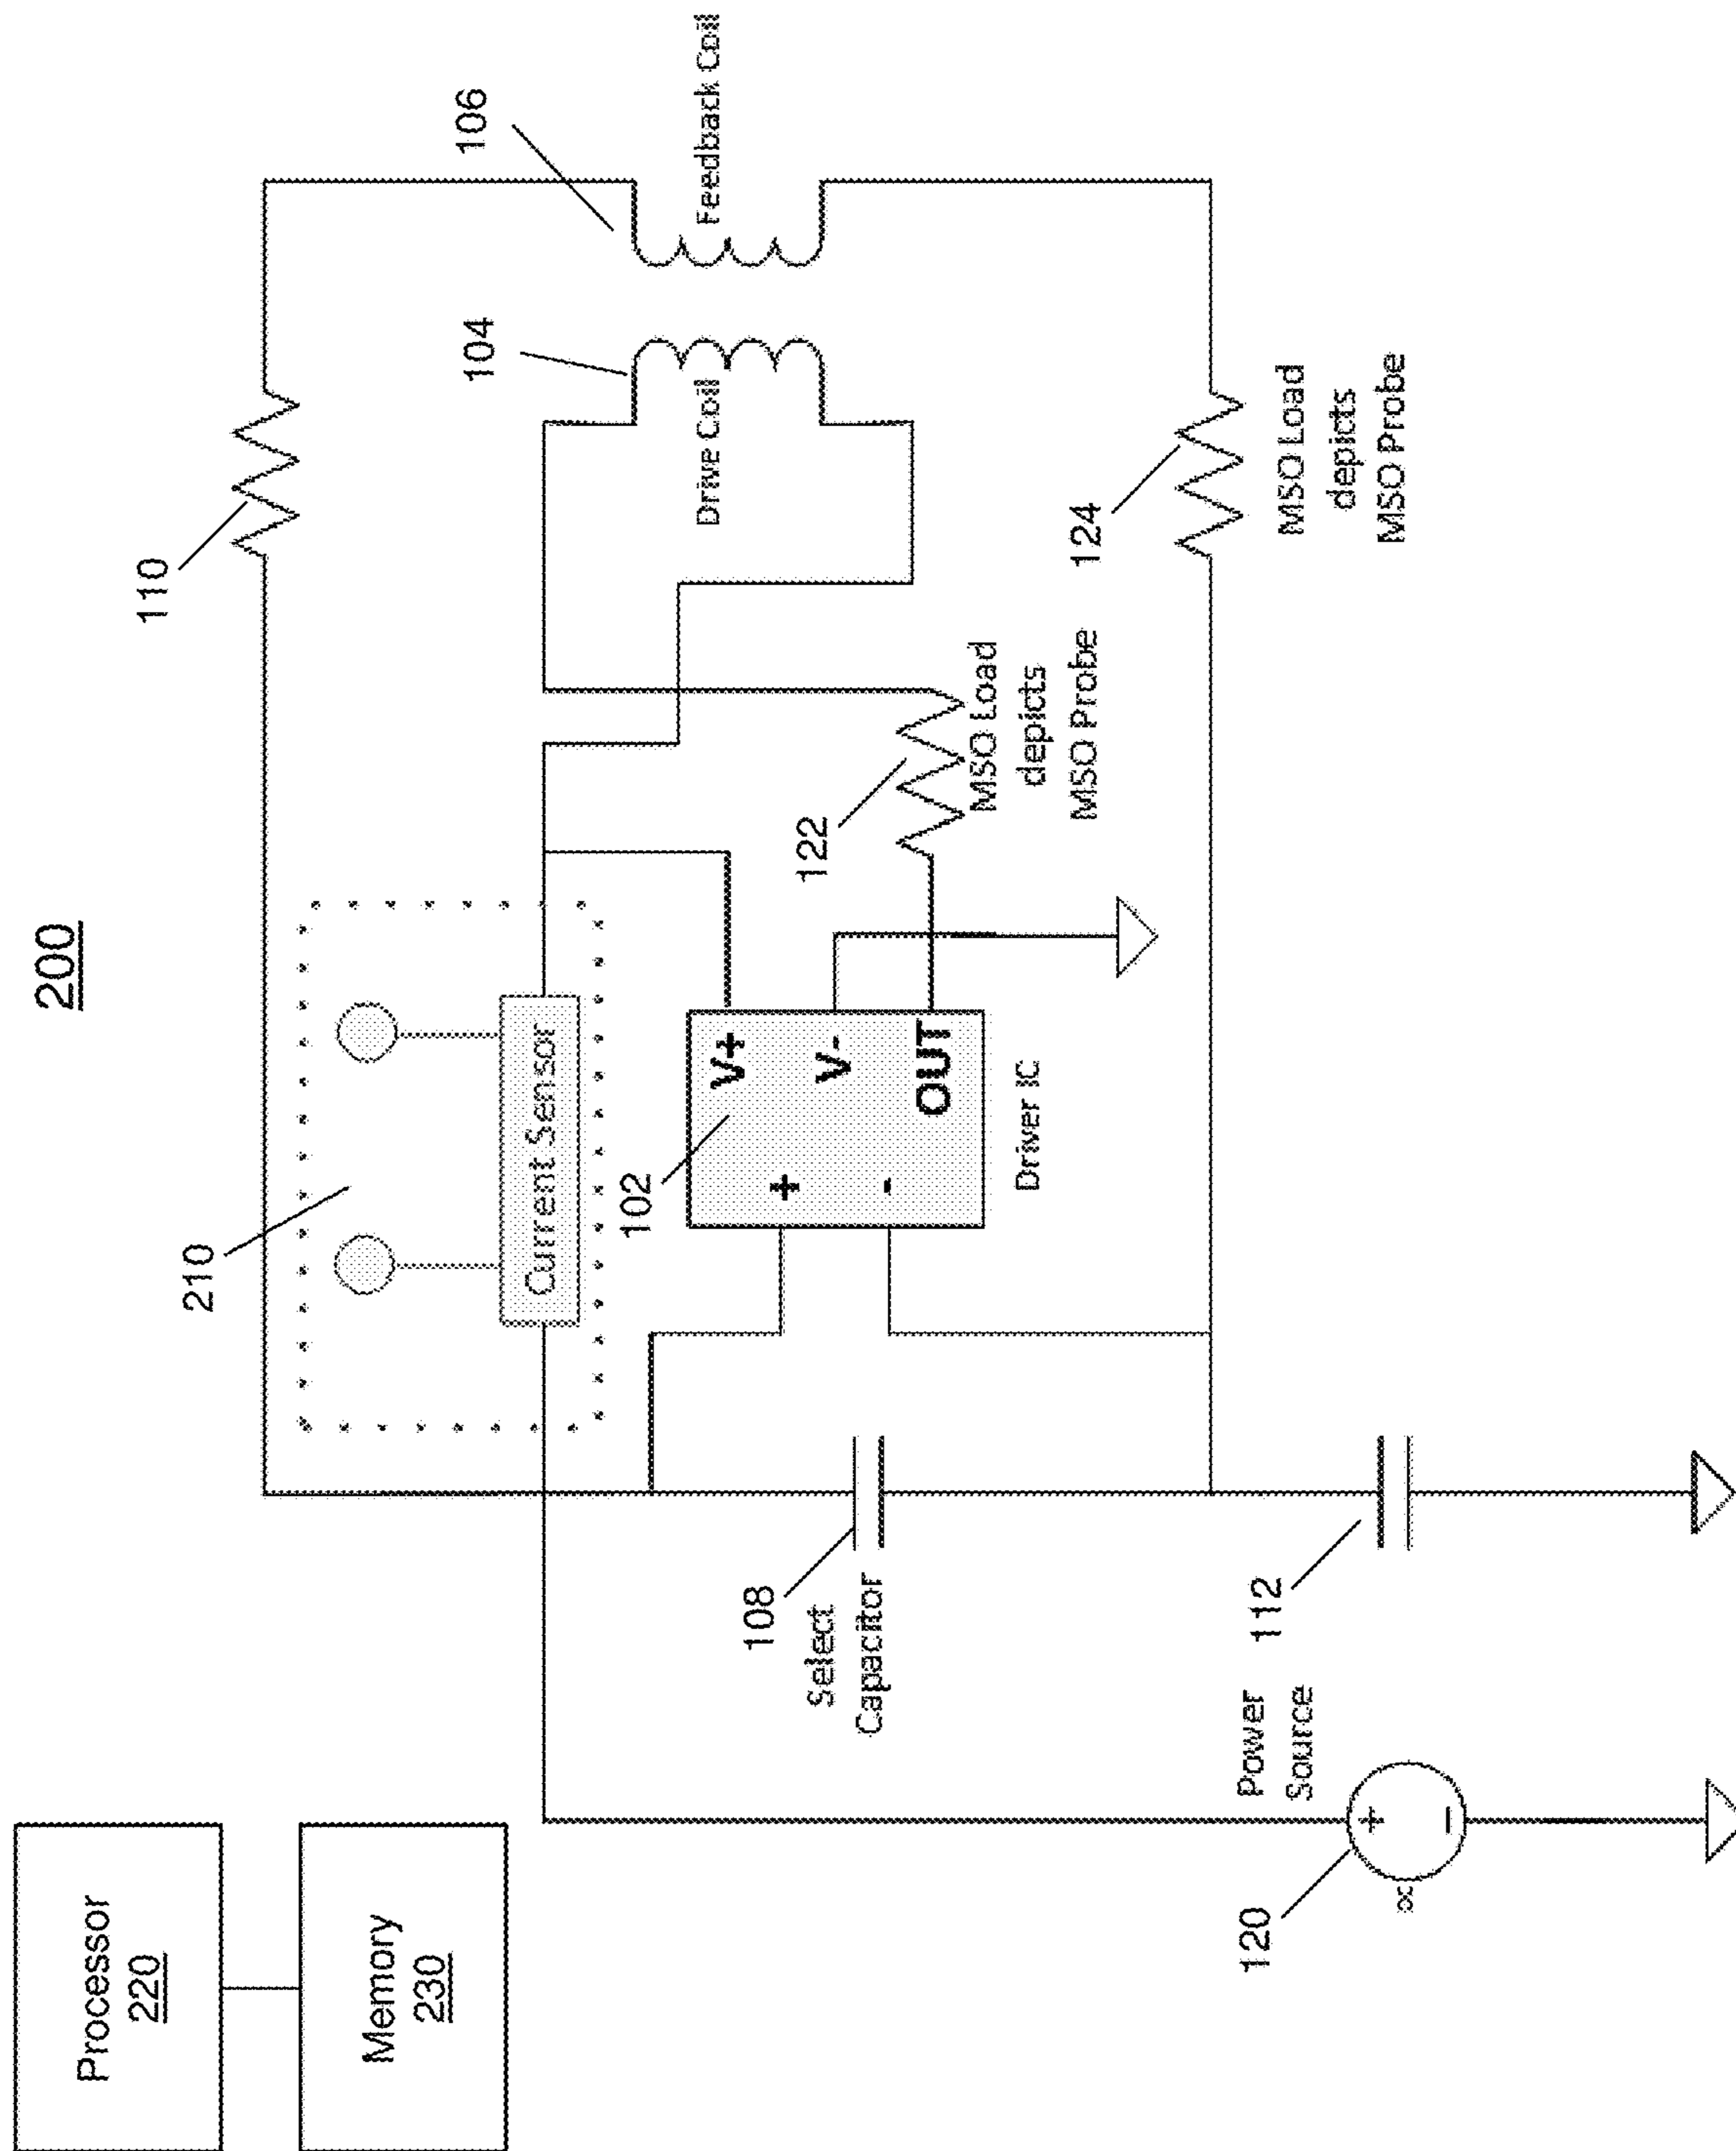 200
Processor
220
Memory
230
210
110
Current Sensor
106
104
Drive Coil
Feedback Coil
102
V+
V-
OUT
+
-
Driver IC
122
MSO Load
depicts
MSO Probe
124
MSO Load
depicts
MSO Probe
108
Select
Capacitor
112
Power
Source
120
+
-
DC